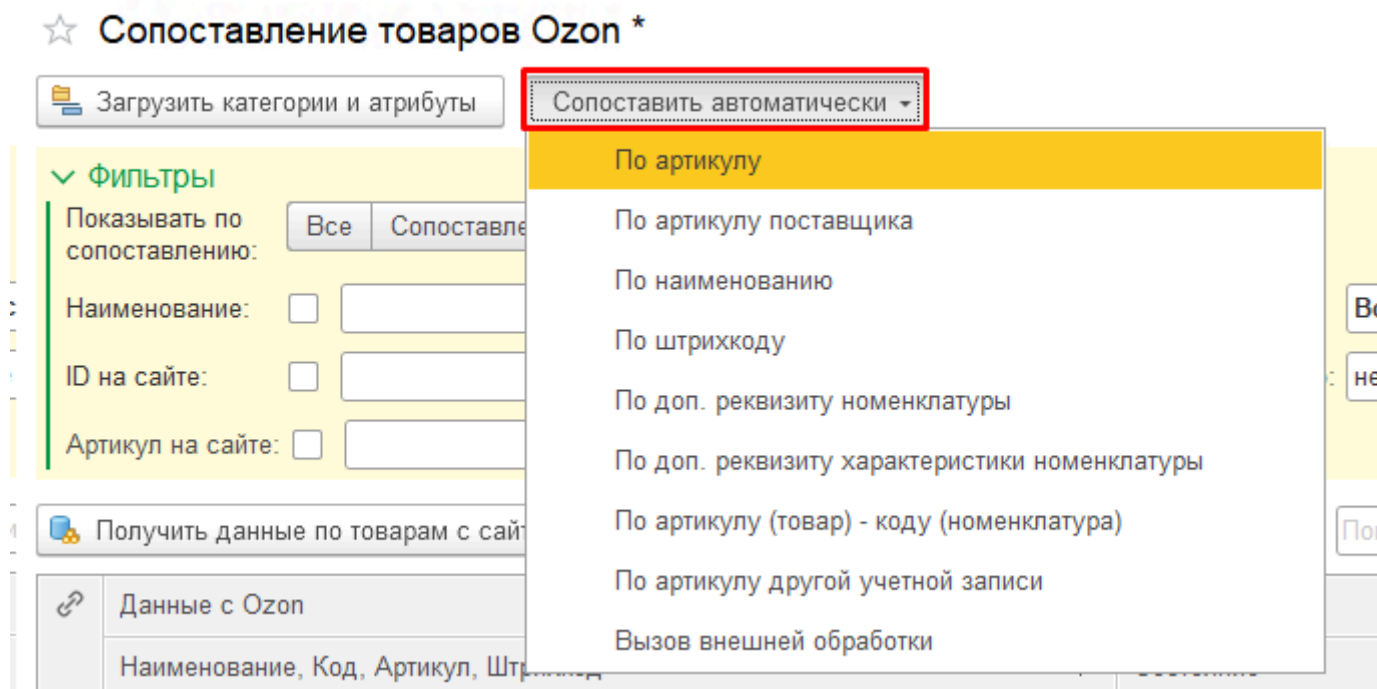 Сопоставление товаров Ozon *
Загрузить категории и атрибуты
Сопоставить автоматически
По артикулу
По артикулу поставщика
По наименованию
По штрихкоду
По доп. реквизиту номенклатуры
По доп. реквизиту характеристики номенклатуры
По артикулу (товар) - коду (номенклатура)
По артикулу другой учетной записи
Вызов внешней обработки
Фильтры
Показывать по
сопоставлению:
Все
Наименование:
ID на сайте:
Артикул на сайте:
Получить данные по товарам с
Данные с Ozon
Наименование, Код, Артикул,